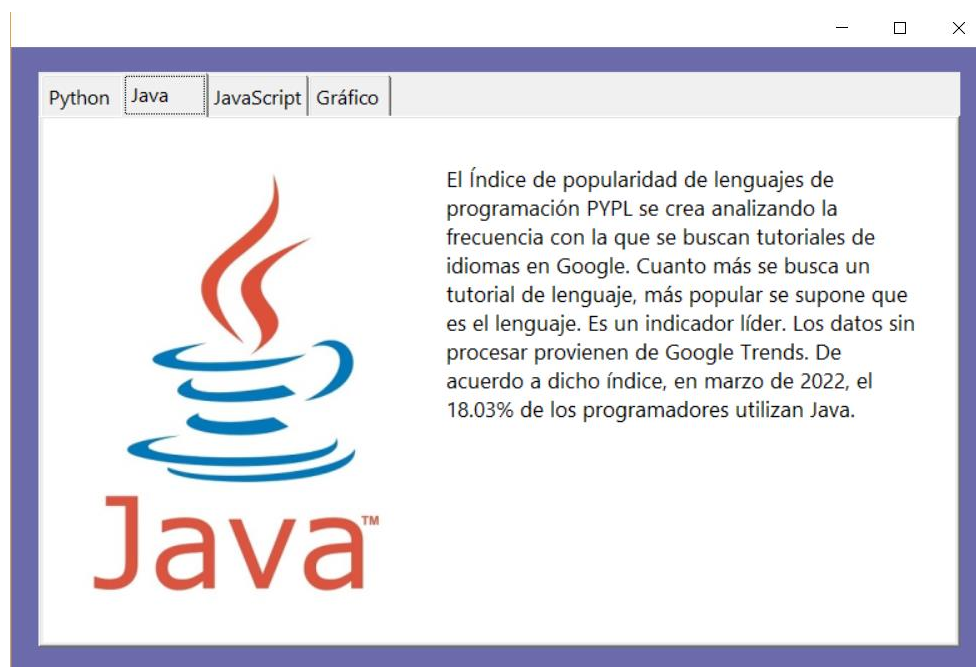 Python Java JavaScript Gráfico
El Índice de popularidad de lenguajes de
programación PYPL se crea analizando la
frecuencia con la que se buscan tutoriales de
idiomas en Google. Cuanto más se busca un
tutorial de lenguaje, más popular se supone que
es el lenguaje. Es un indicador líder. Los datos sin
procesar provienen de Google Trends. De
acuerdo a dicho índice, en marzo de 2022, el
18.03% de los programadores utilizan Java.
Java™